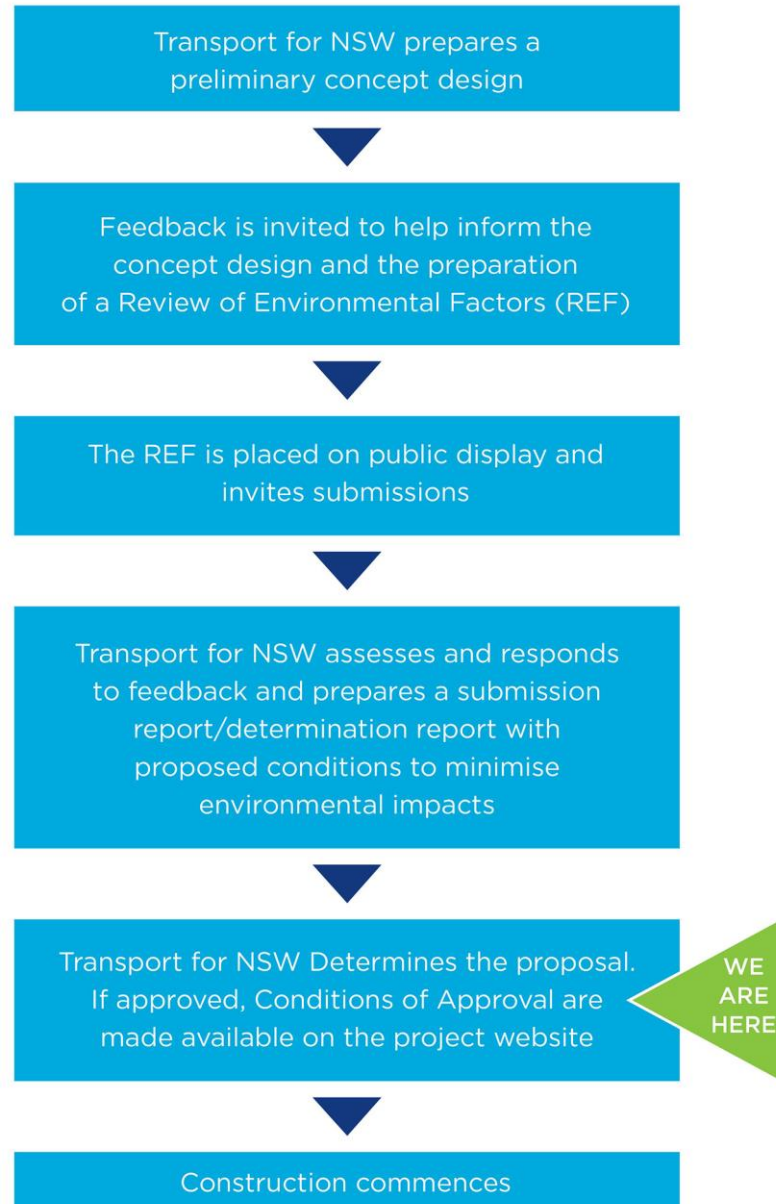 Transport for NSW prepares a
preliminary concept design
Feedback is invited to help inform the
concept design and the preparation
of a Review of Environmental Factors (REF)
The REF is placed on public display and
invites submissions
Transport for NSW assesses and responds
to feedback and prepares a submission
report/determination report with
proposed conditions to minimise
environmental impacts
Transport for NSW Determines the proposal.
If approved, Conditions of Approval are
made available on the project website
WE
ARE
HERE
Construction commences